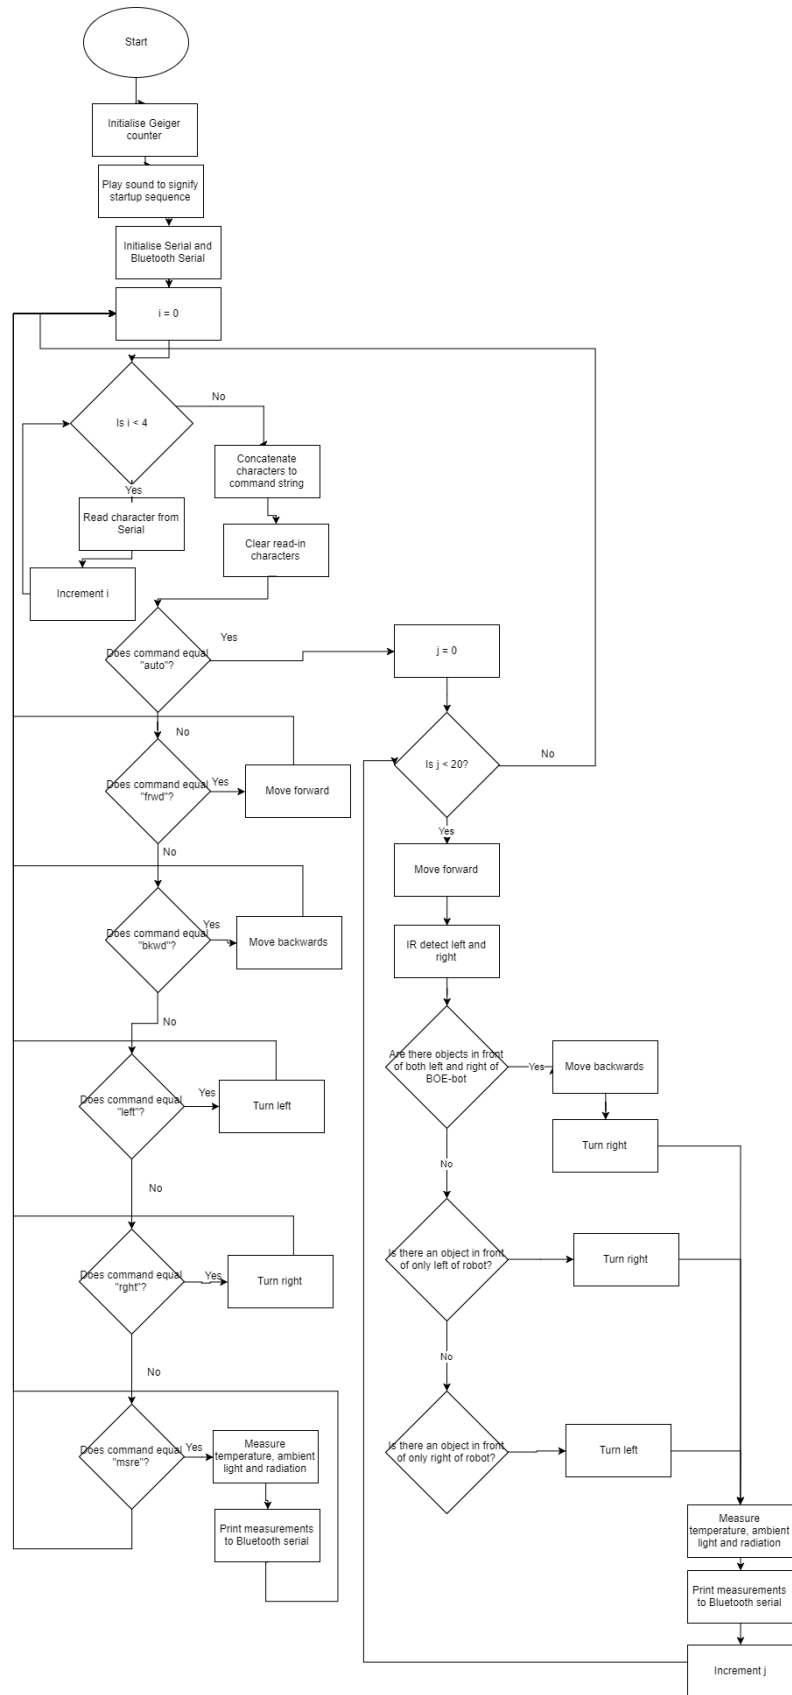 Start
Initialise Geiger
counter
Play sound to signify
startup sequence
Initialise Serial and
Bluetooth Serial
i = 0
Is i < 4
No
Yes
Concatenate
characters to
command string
Read character from
Serial
Clear read-in
characters
Increment i
Does command equal
"auto"?
Yes
j = 0
No
Is j < 20?
No
Does command equal
"frwd"?
Yes
Move forward
Yes
No
Move forward
Does command equal
"bkwd"?
Yes
Move backwards
IR detect left and
right
No
Are there objects in front
of both left and right of
BOE-bot
Yes
Move backwards
Does command equal
"left"?
Yes
Turn left
Turn right
No
No
Does command equal
"rght"?
Yes
Turn right
Is there an object in front
of only left of robot?
Turn right
No
No
Does command equal
"msre"?
Yes
Measure
temperature, ambient
light and radiation
Print measurements
to Bluetooth serial
Is there an object in front
of only right of robot?
Turn left
Measure
temperature, ambient
light and radiation
Print measurements
to Bluetooth serial
Increment j